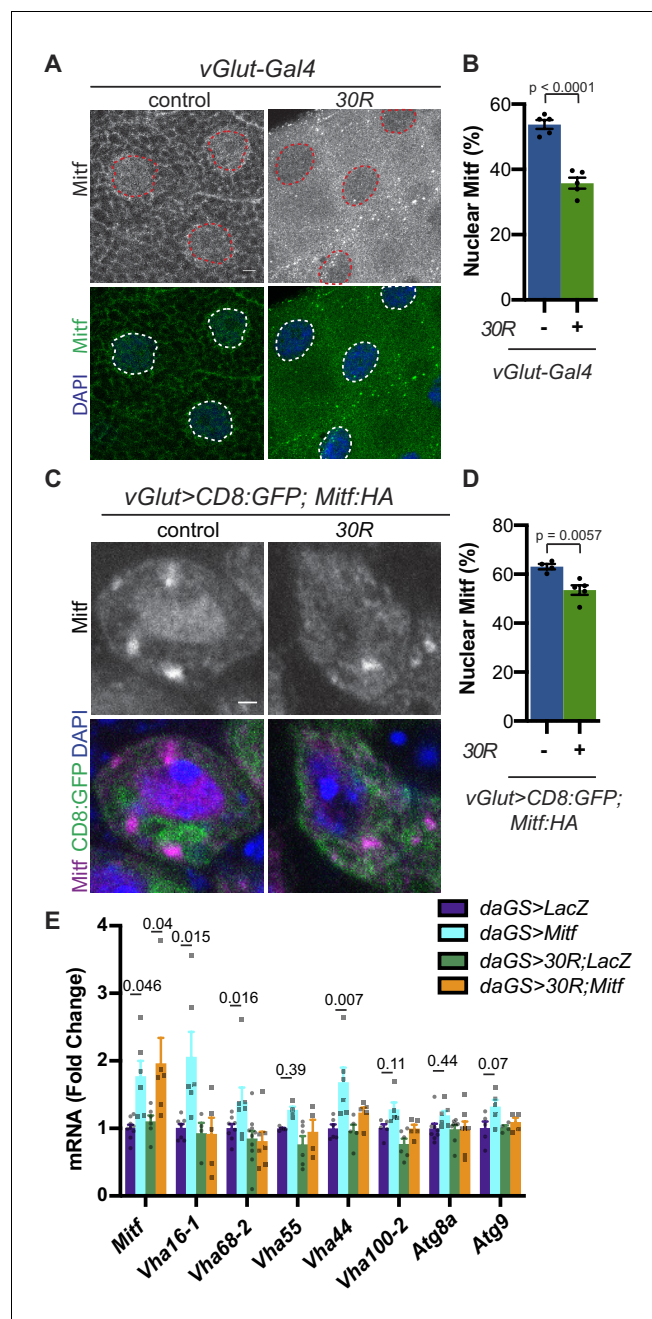 A
vGlut-Gal4
control 30R
Mitf
DAPI Mitf
B
p < 0.0001
Nuclear Mitf (%)
60
40
20
0
30R - +
vGlut-Gal4
C
vGlut>CD8:GFP; Mitf:HA
control 30R
Mitf
Mitf CD8:GFP DAPI
D
p = 0.0057
Nuclear Mitf (%)
80
60
40
20
0
30R - +
vGlut>CD8:GFP;
Mitf:HA
E
daGS>LacZ
daGS>Mitf
daGS>30R;LacZ
daGS>30R;Mitf
mRNA (Fold Change)
4
3
2
1
0
0.046 0.04 0.015 0.016 0.39 0.007 0.11 0.44 0.07
Mitf Vha16-1 Vha68-2 Vha55 Vha44 Vha100-2 Atg8a Atg9